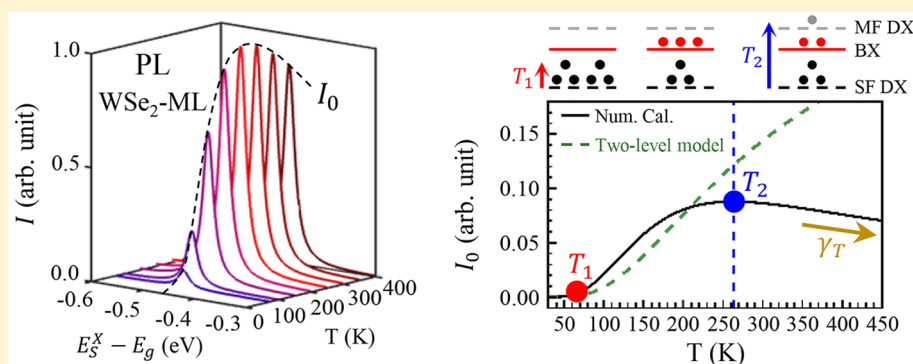 PL
WSe₂-ML
I₀
I (arb. unit)
1.0
0.5
0.0
-0.6
-0.5
-0.4
-0.3
0
100
200
300
400
E_S^X − E_g (eV)
T (K)
T₁
T₂
MF DX
BX
SF DX
Num. Cal.
Two-level model
T₂
T₁
γ_T
I₀ (arb. unit)
0.15
0.10
0.05
0.00
50 100 150 200 250 300 350 400 450
T (K)